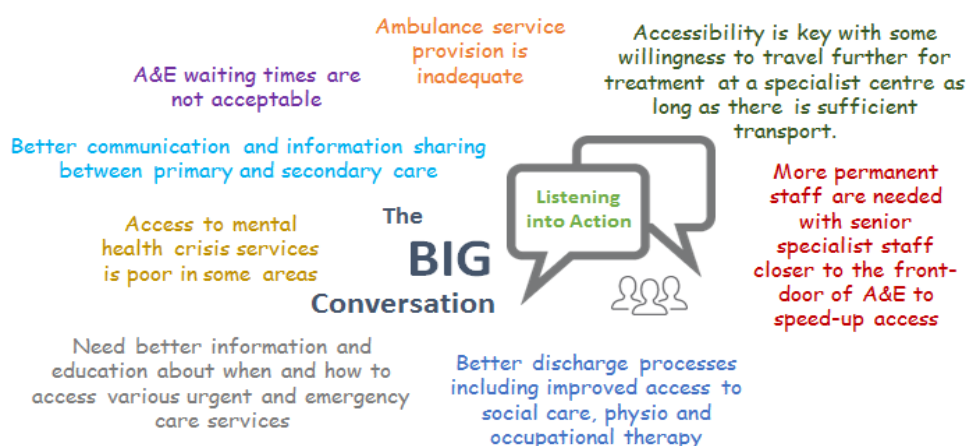 Ambulance service
provision is
inadequate
Accessibility is key with some
willingness to travel further for
treatment at a specialist centre as
long as there is sufficient
transport.
A&E waiting times are
not acceptable
Better communication and information sharing
between primary and secondary care
Listening
into Action
More permanent
staff are needed
with senior
specialist staff
closer to the front-
door of A&E to
speed-up access
Access to mental
health crisis services
is poor in some areas
The
BIG
Conversation
Need better information and
education about when and how to
access various urgent and emergency
care services
Better discharge processes
including improved access to
social care, physio and
occupational therapy